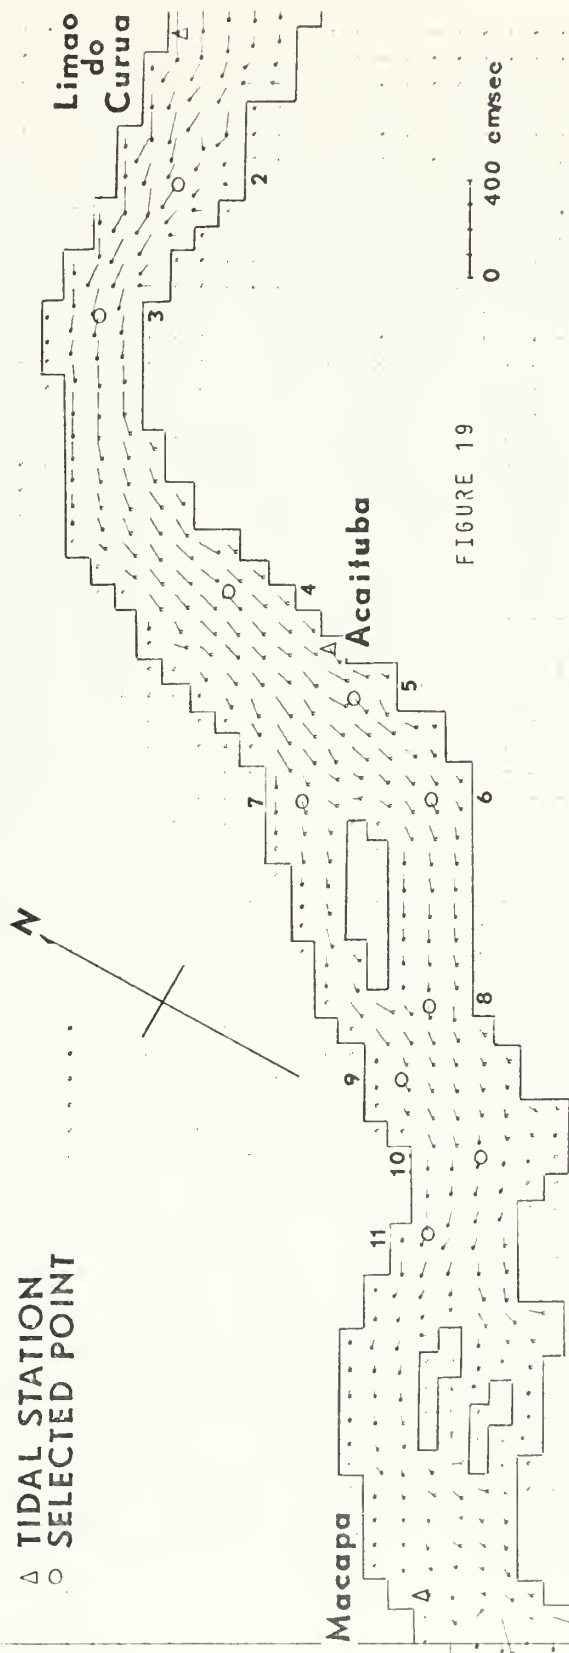 △ TIDAL STATION
○ SELECTED POINT
N
Limao
do
Curua
Macapa
Acaituba
11
10
9
8
7
6
5
4
3
2
0 400 cm/sec
FIGURE 19